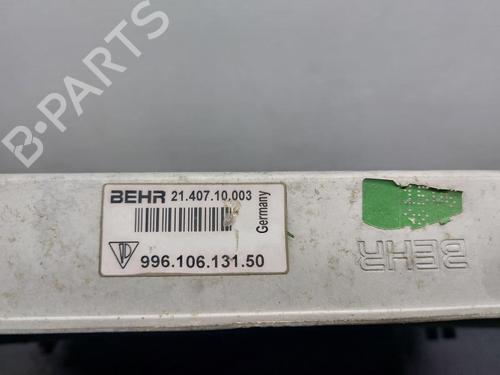 B-PARTS
BEHR 21.407.10.003
Germany
996.106.131.50
BEHR